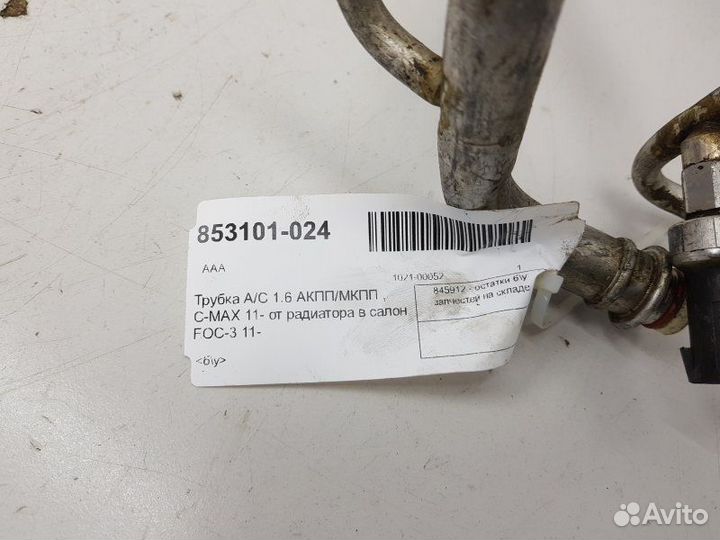 853101-024
AAA
1021-00052 1
Трубка A/C 1.6 АКПП/МКПП ,
C-MAX 11- от радиатора в салон
FOC-3 11-
<б\у>
845912 - остатки б\у
запчастей на складе
Avito